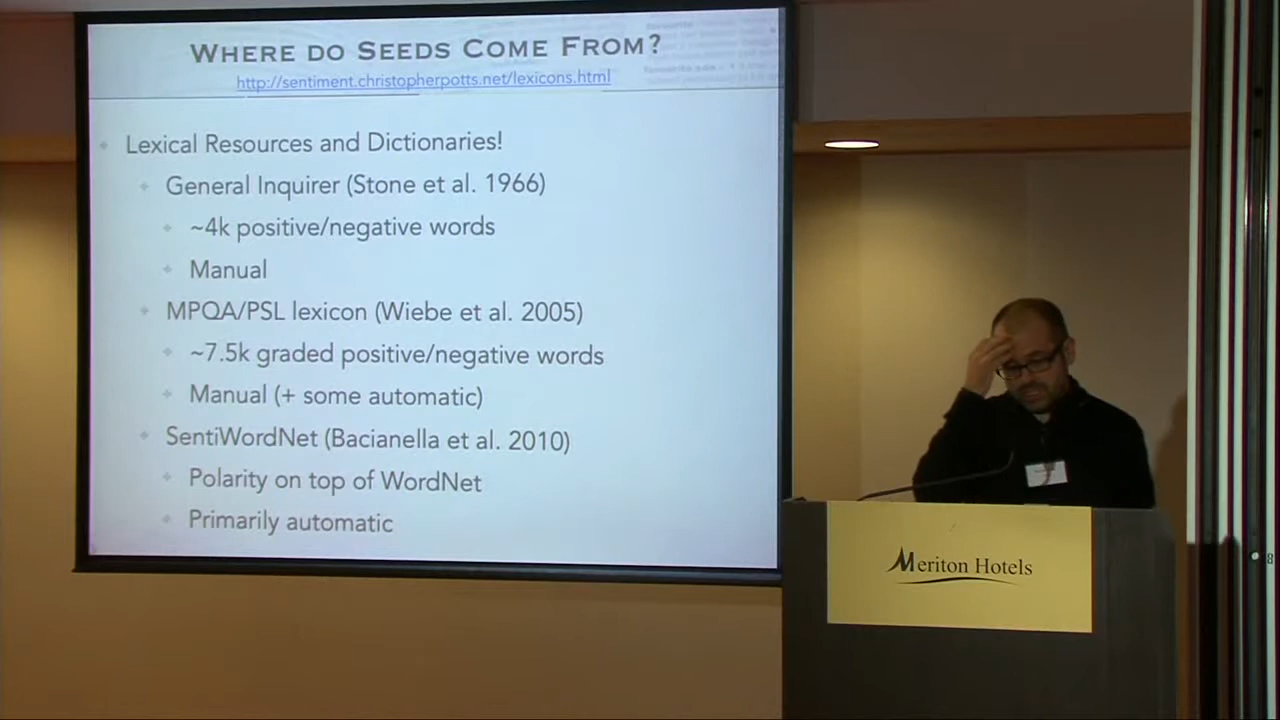 WHERE DO SEEDS COME FROM?
http://sentiment.christopherpotts.net/lexicons.html
Lexical Resources and Dictionaries!
General Inquirer (Stone et al. 1966)
~4k positive/negative words
Manual
MPQA/PSL lexicon (Wiebe et al. 2005)
~7.5k graded positive/negative words
Manual (+ some automatic)
SentiWordNet (Bacianella et al. 2010)
Polarity on top of WordNet
Primarily automatic
Meriton Hotels